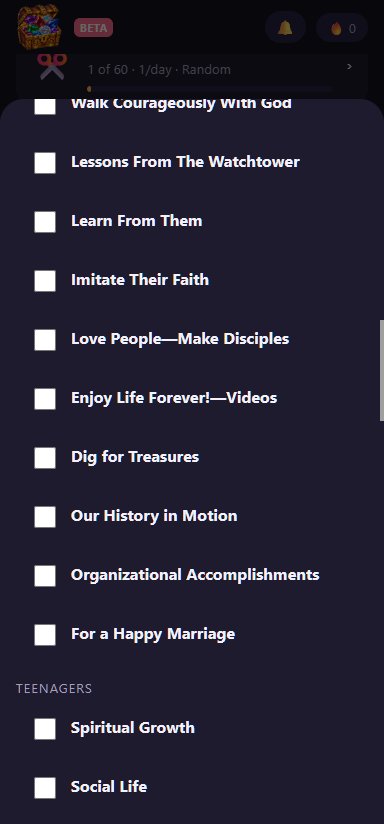 BETA
0
1 of 60 · 1/day · Random
Walk Courageously With God
Lessons From The Watchtower
Learn From Them
Imitate Their Faith
Love People—Make Disciples
Enjoy Life Forever!—Videos
Dig for Treasures
Our History in Motion
Organizational Accomplishments
For a Happy Marriage
TEENAGERS
Spiritual Growth
Social Life